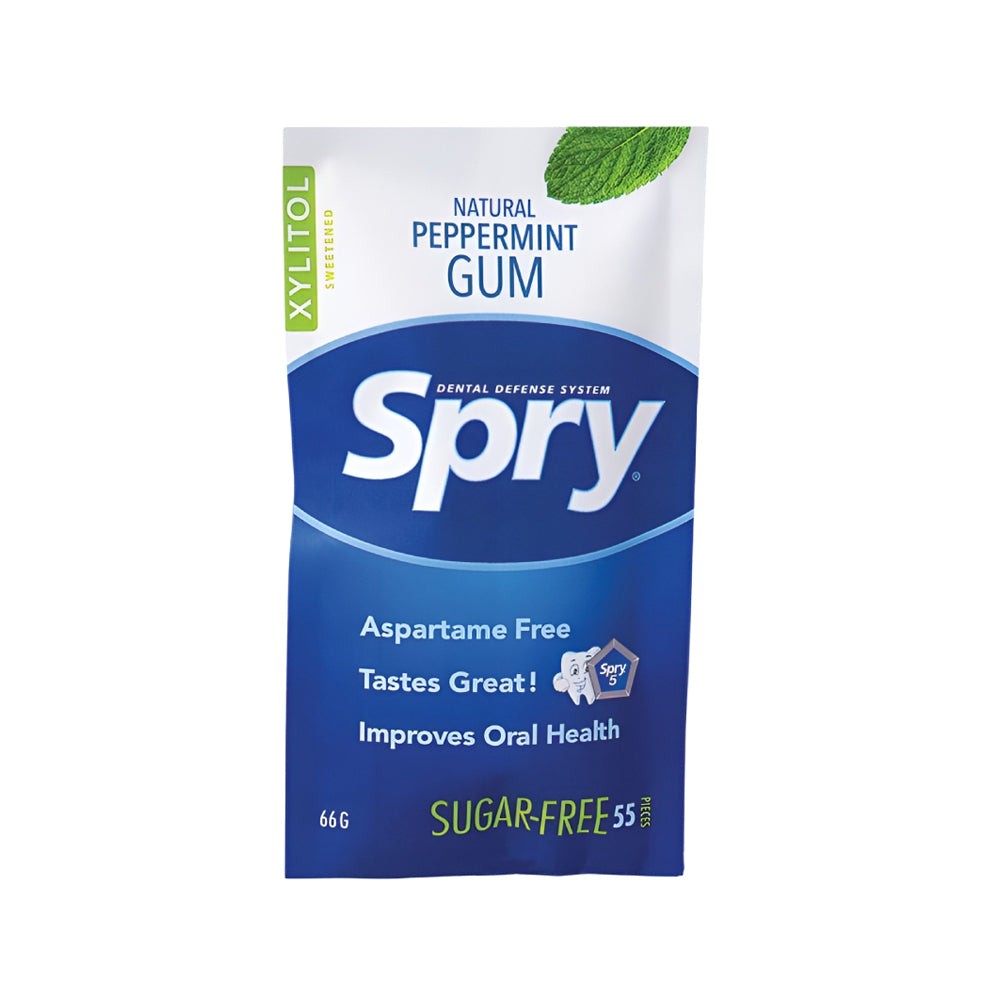 XYLITOL
SWEETENED
NATURAL
PEPPERMINT
GUM
DENTAL DEFENSE SYSTEM
Spry®
Aspartame Free
Tastes Great!
Spry
5
Improves Oral Health
66G
SUGAR-FREE 55 PIECES